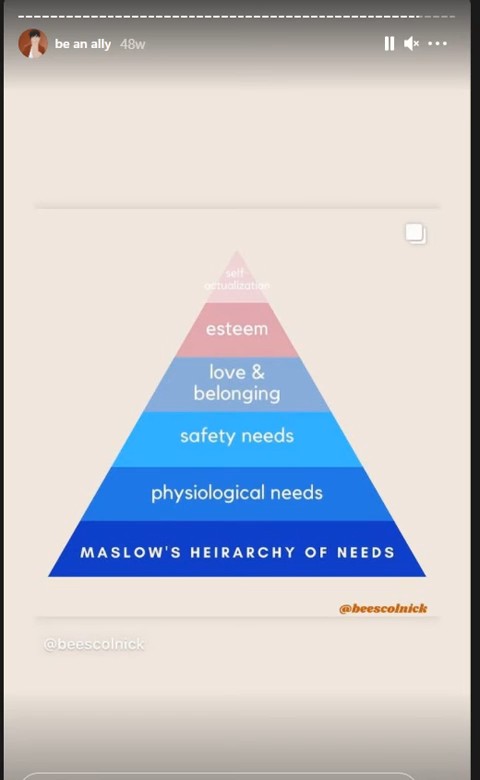 be an ally 48w
self
actualization
esteem
love &
belonging
safety needs
physiological needs
MASLOW'S HEIRARCHY OF NEEDS
@beescolnick
@beescolnick